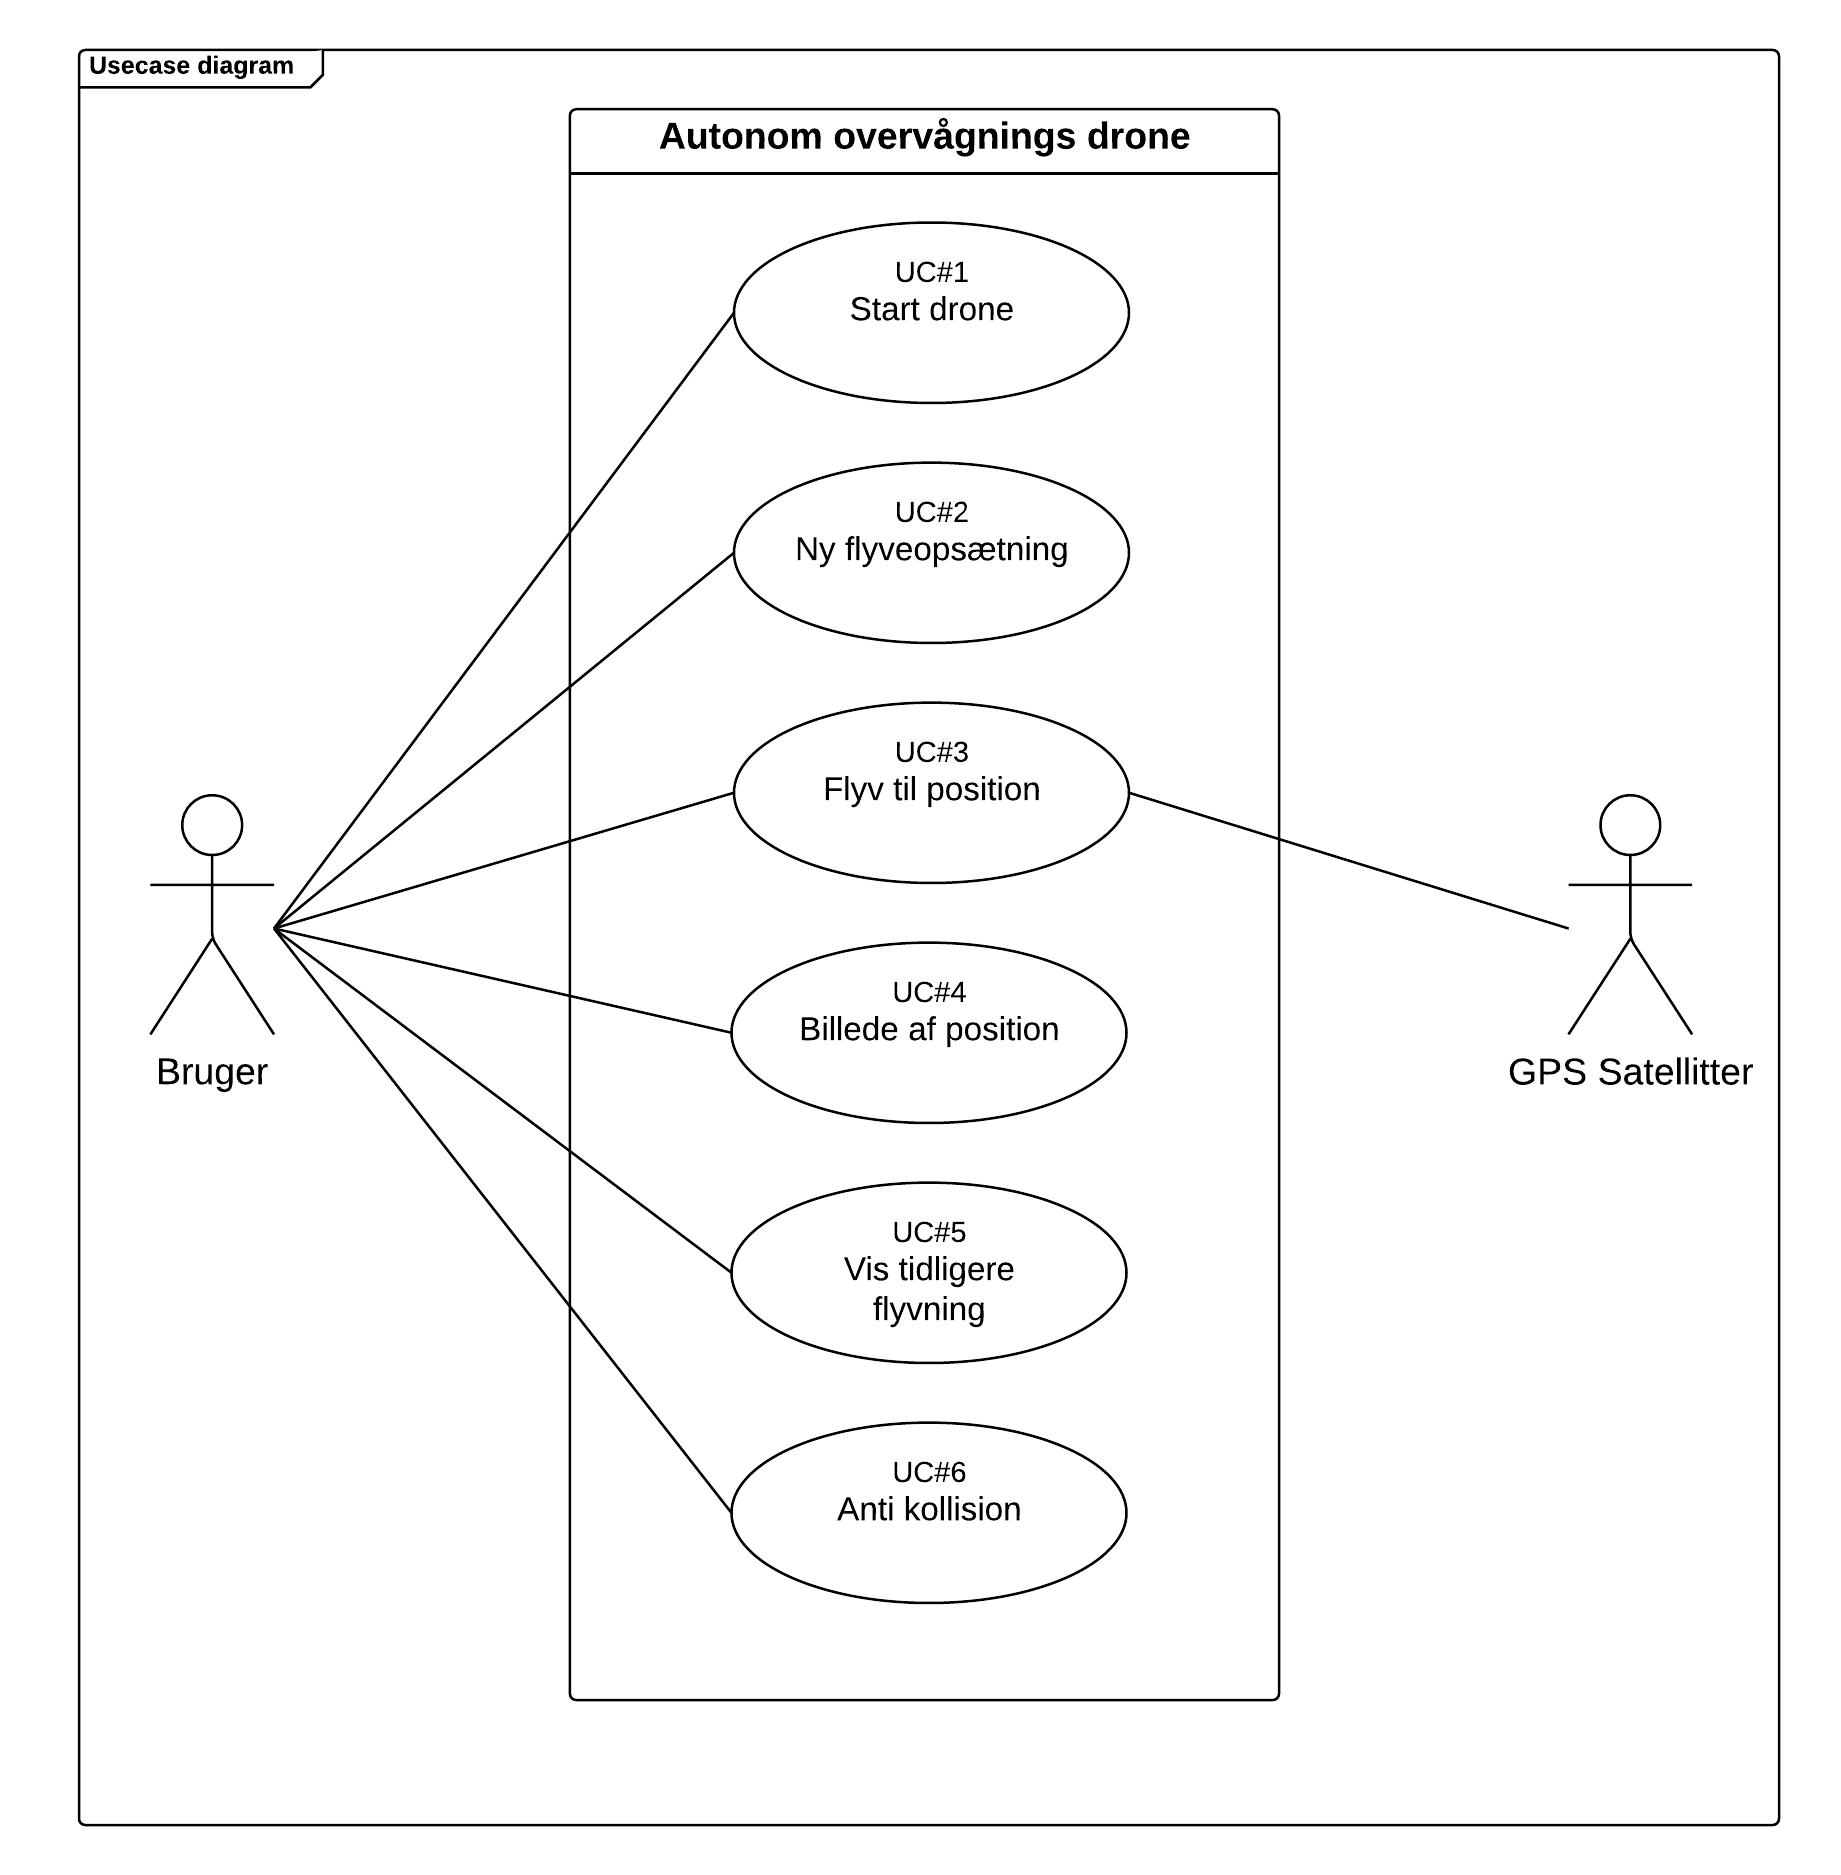 Usecase diagram
Autonom overvågnings drone
UC#1
Start drone
UC#2
Ny flyveopsætning
UC#3
Flyv til position
UC#4
Billede af position
Bruger
GPS Satellitter
UC#5
Vis tidligere
flyvning
UC#6
Anti kollision